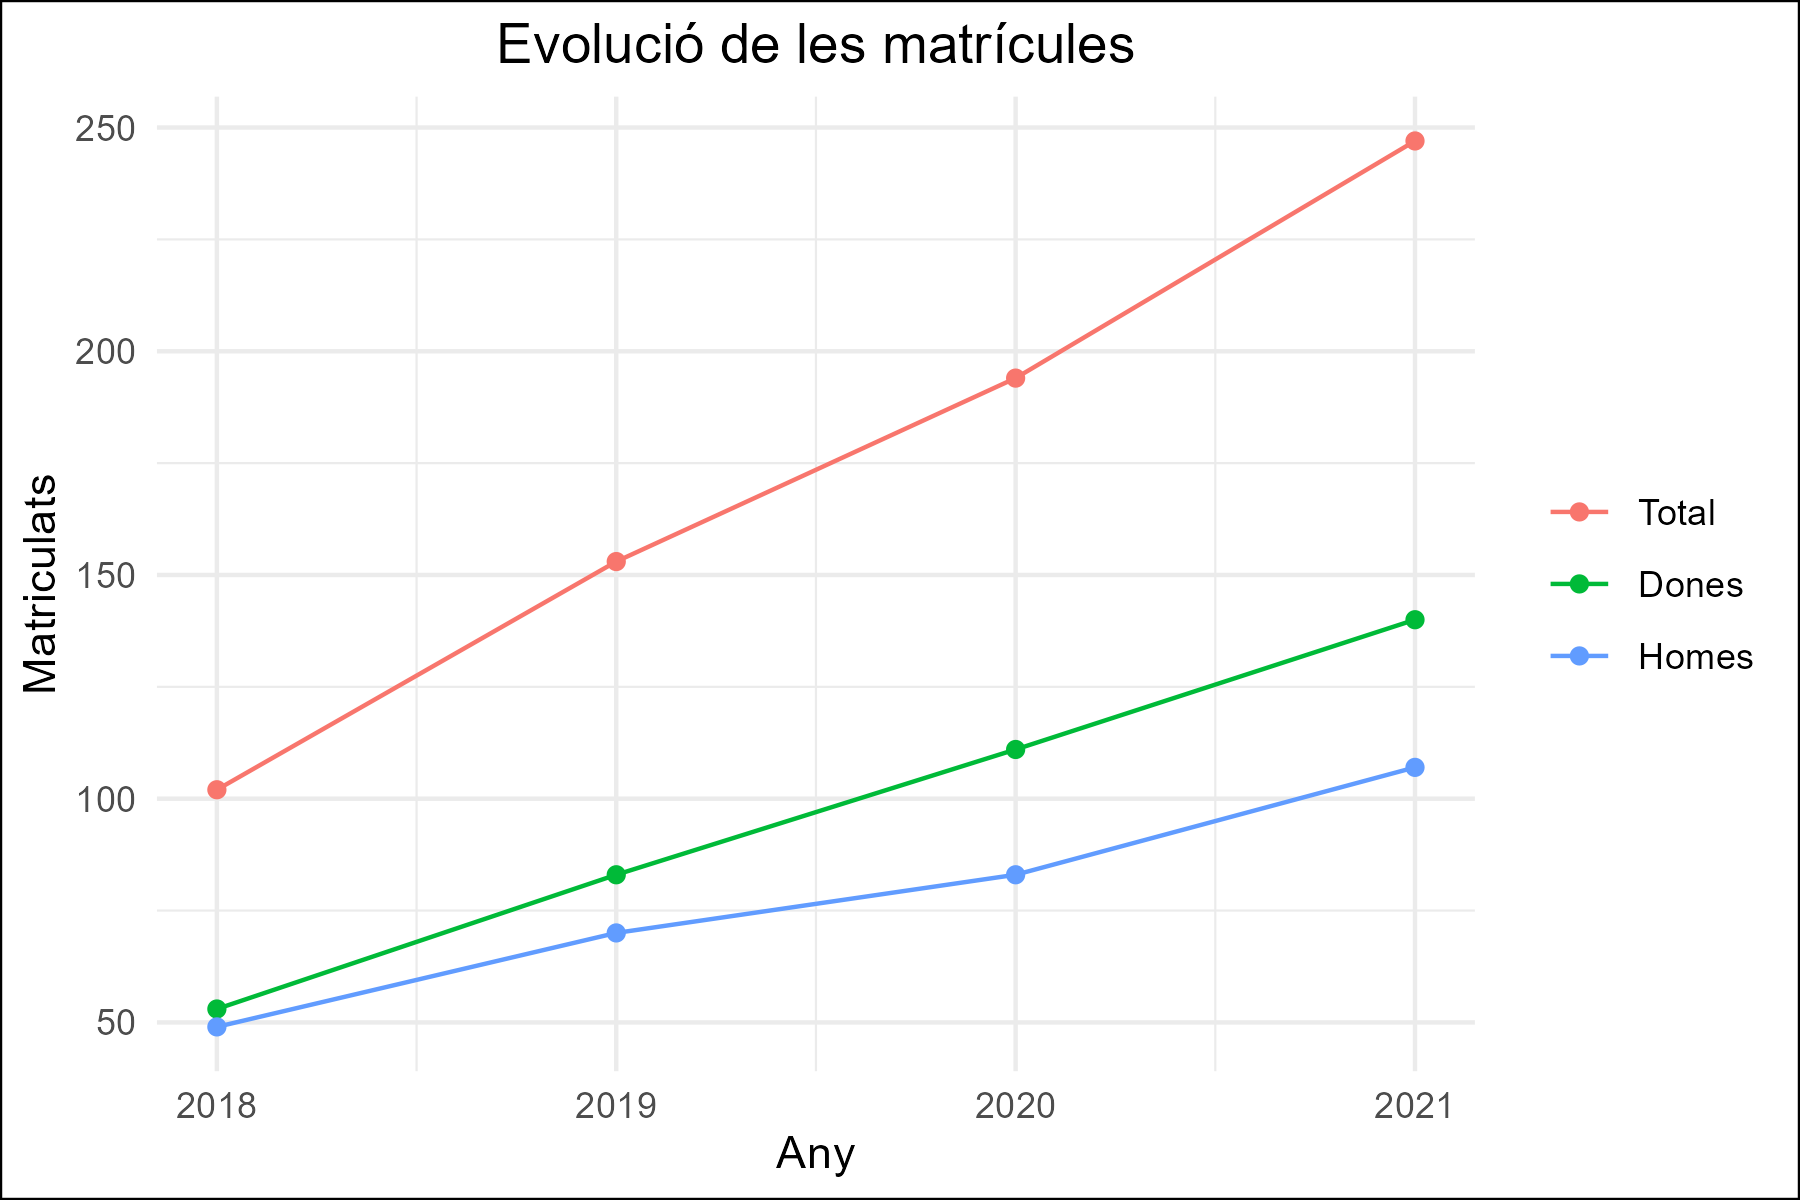 Evolució de les matrícules
250
200
150
100
50
Matriculats
2018 2019 2020 2021
Any
Total
Dones
Homes